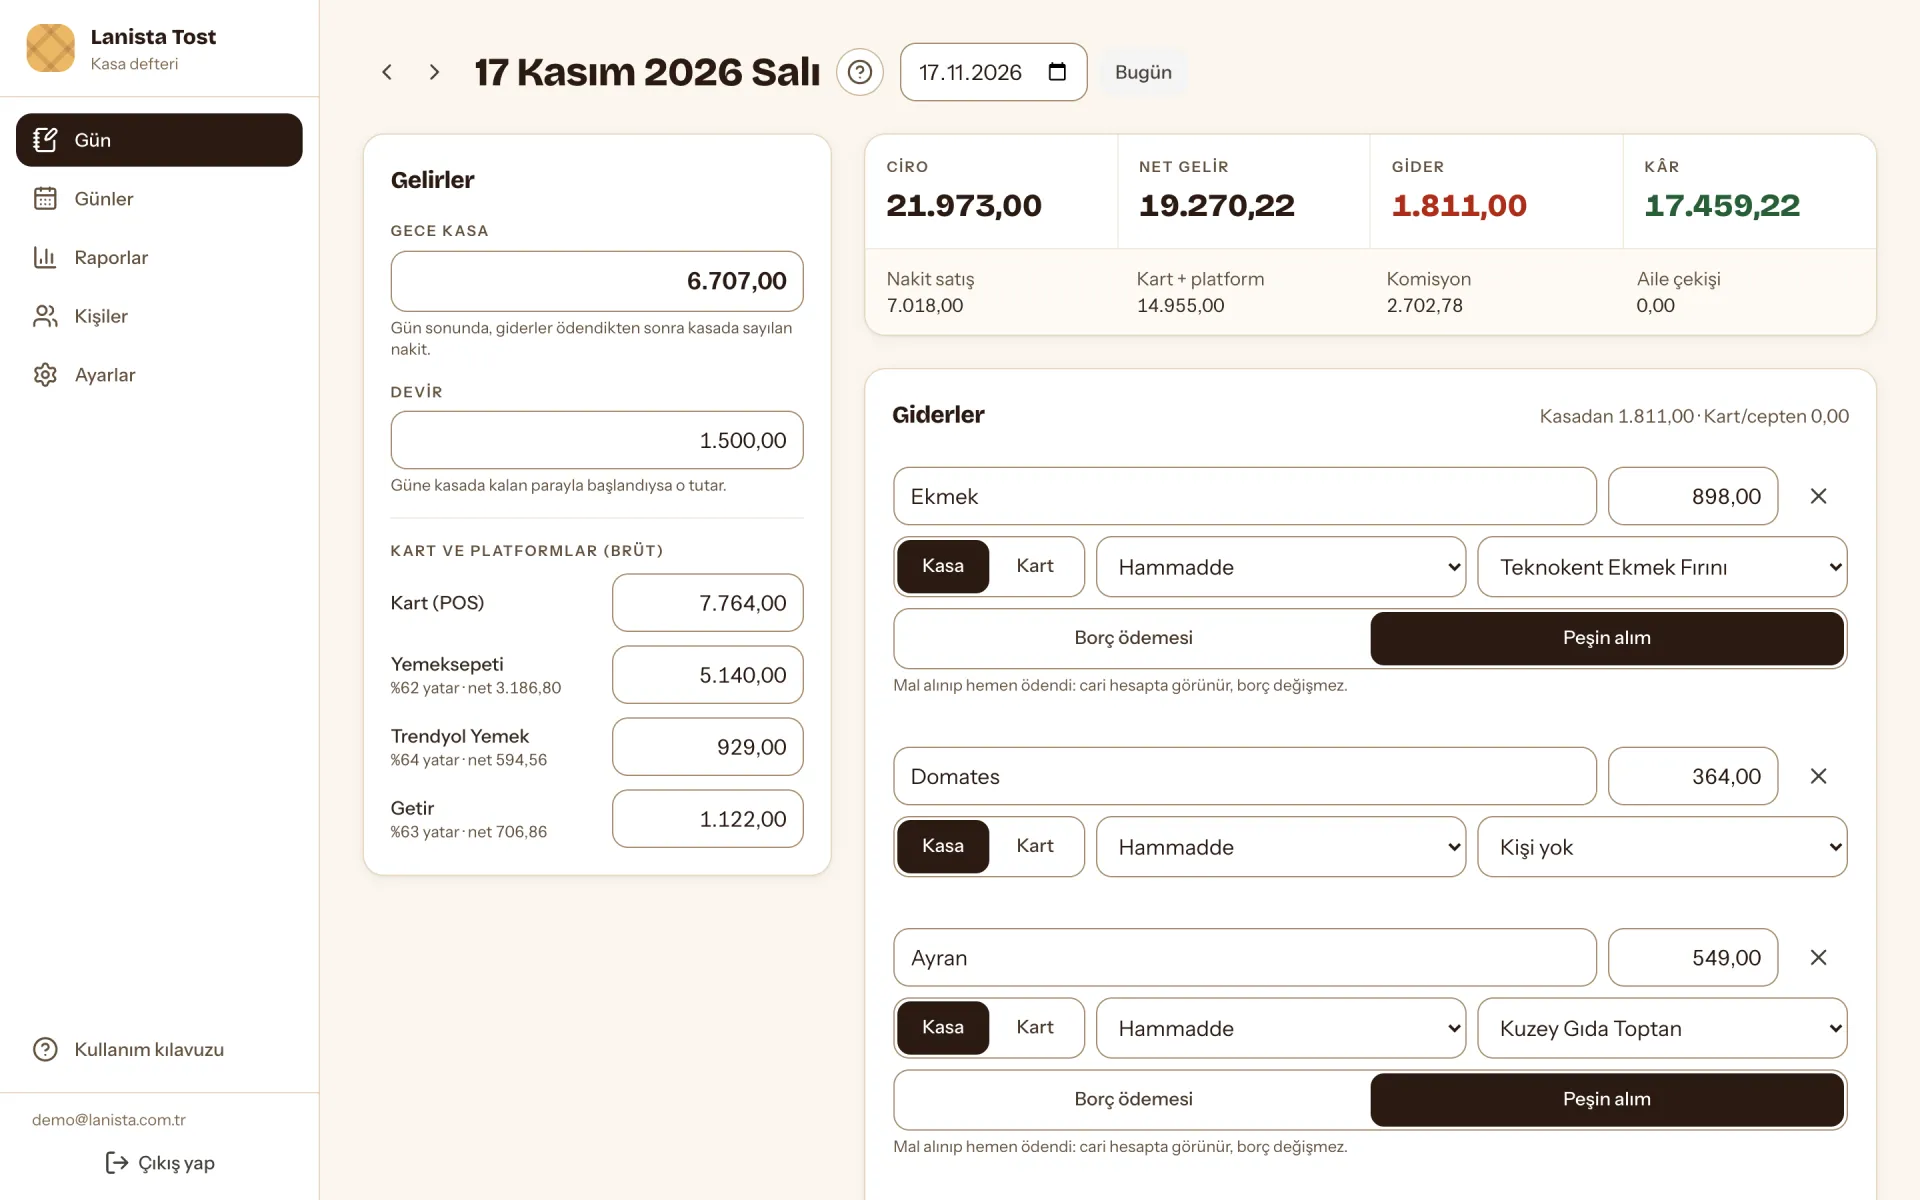 Lanista Tost
Kasa defteri
Gün
Günler
Raporlar
Kişiler
Ayarlar
Kullanım kılavuzu
demo@lanista.com.tr
Çıkış yap
17 Kasım 2026 Salı
17.11.2026
Bugün
Gelirler
GECE KASA
6.707,00
Gün sonunda, giderler ödendikten sonra kasada sayılan
nakit.
DEVİR
1.500,00
Güne kasada kalan parayla başlandıysa o tutar.
KART VE PLATFORMLAR (BRÜT)
Kart (POS)
7.764,00
Yemeksepeti
%62 yatar · net 3.186,80
5.140,00
Trendyol Yemek
%64 yatar · net 594,56
929,00
Getir
%63 yatar · net 706,86
1.122,00
CİRO
21.973,00
NET GELİR
19.270,22
GİDER
1.811,00
KÂR
17.459,22
Nakit satış
7.018,00
Kart + platform
14.955,00
Komisyon
2.702,78
Aile çekişi
0,00
Giderler
Kasadan 1.811,00 · Kart/cepten 0,00
Ekmek
898,00
Kasa
Kart
Hammadde
Teknokent Ekmek Fırını
Borç ödemesi
Peşin alım
Mal alınıp hemen ödendi: cari hesapta görünür, borç değişmez.
Domates
364,00
Kasa
Kart
Hammadde
Kişi yok
Ayran
549,00
Kasa
Kart
Hammadde
Kuzey Gıda Toptan
Borç ödemesi
Peşin alım
Mal alınıp hemen ödendi: cari hesapta görünür, borç değişmez.